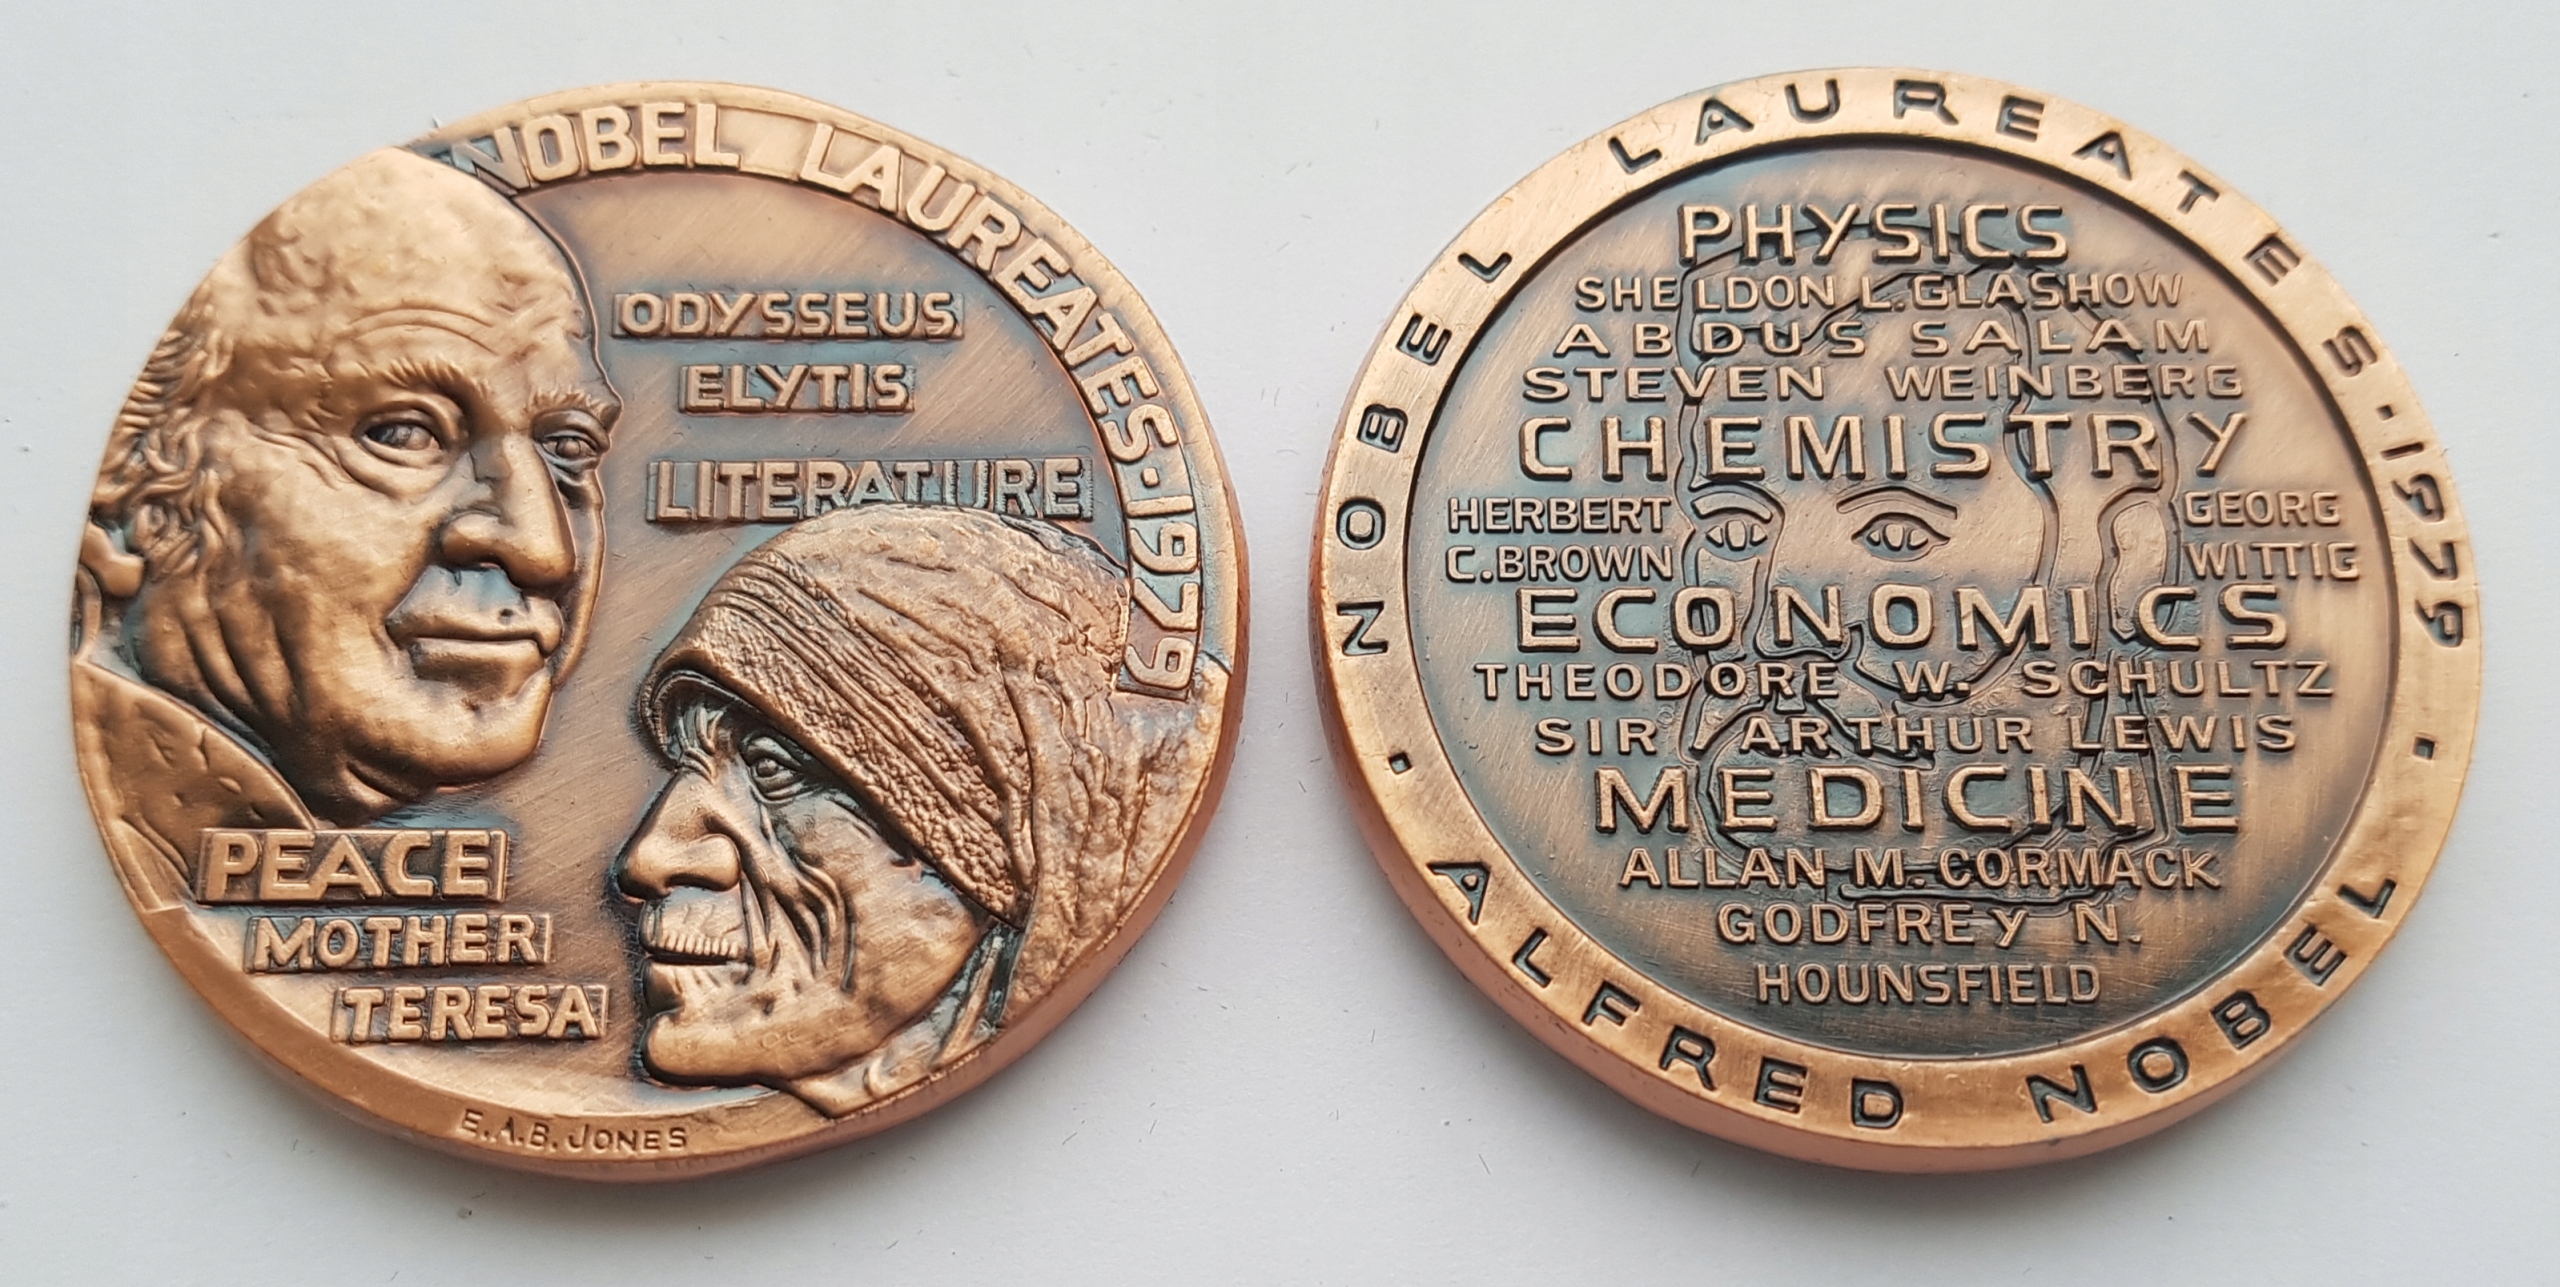 NOBEL LAUREATES·1979
ODYSSEUS
ELYTIS
LITERATURE
PEACE
MOTHER
TERESA
E.A.B. JONES
NOBEL LAUREATES·1979
PHYSICS
SHELDON L. GLASHOW
ABDUS SALAM
STEVEN WEINBERG
CHEMISTRY
HERBERT
C. BROWN
GEORG
WITTIG
ECONOMICS
THEODORE W. SCHULTZ
SIR ARTHUR LEWIS
MEDICINE
ALLAN M. CORMACK
GODFREY N.
HOUNSFIELD
· ALFRED NOBEL ·